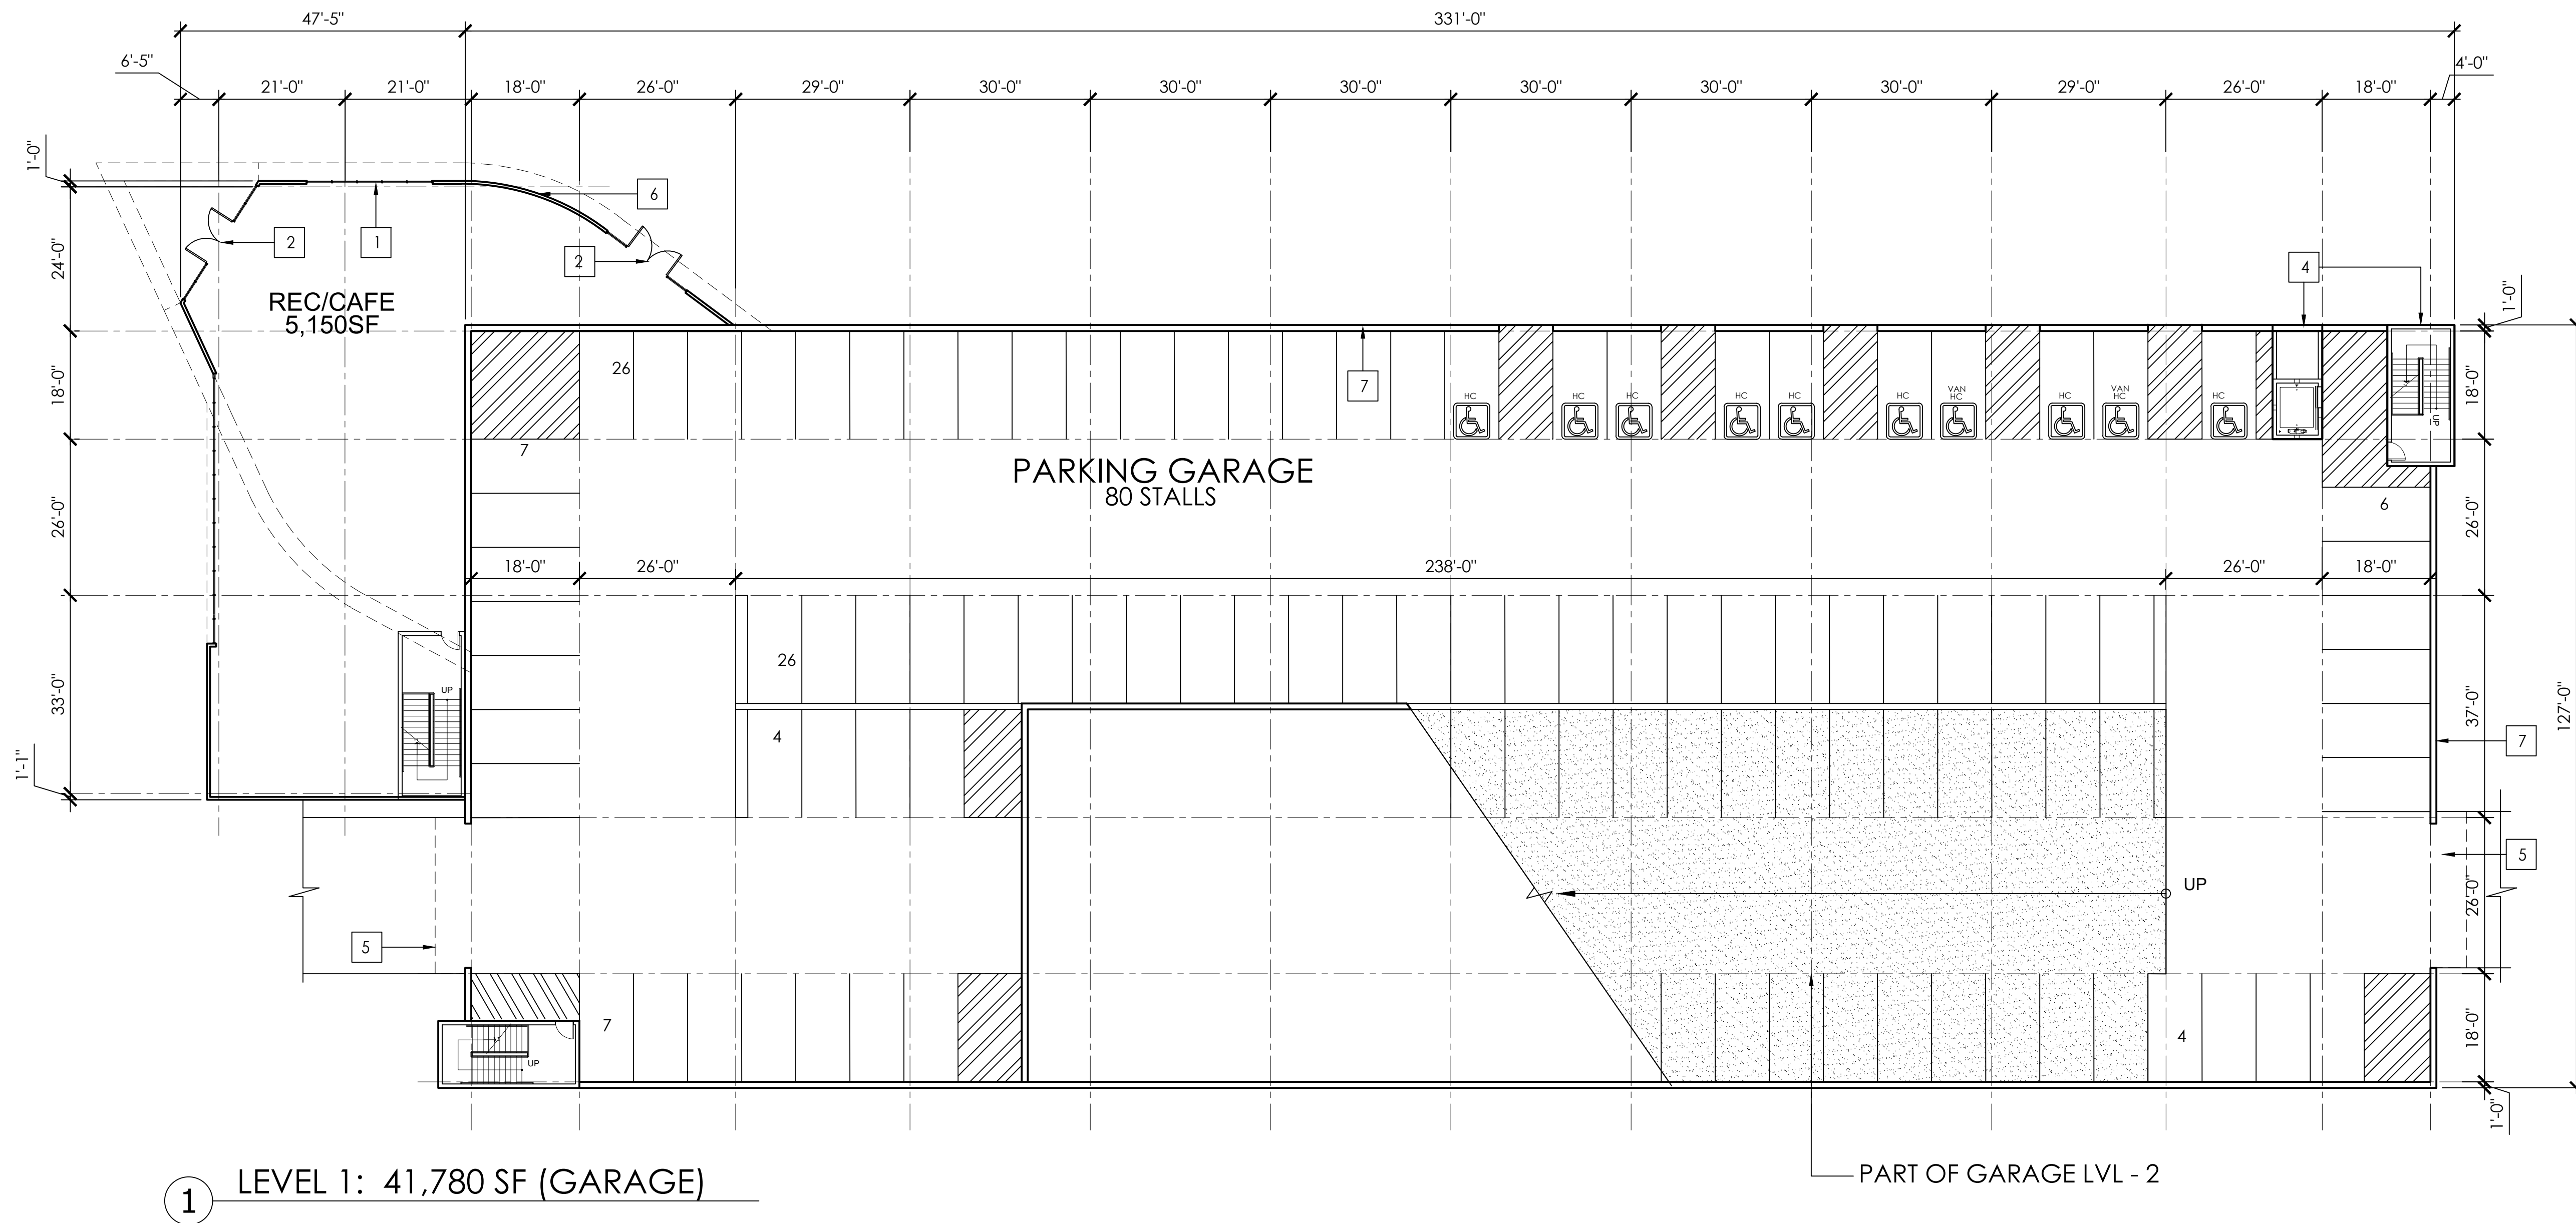 47'-5" 331'-0"
6'-5" 21'-0" 21'-0" 18'-0" 26'-0" 29'-0" 30'-0" 30'-0" 30'-0" 30'-0" 30'-0" 30'-0" 29'-0" 26'-0" 18'-0" 4'-0"
1'-0"
24'-0"
18'-0"
26'-0"
33'-0"
1'-1"
6
2
1
2
4
REC/CAFE
5,150SF
1'-0"
18'-0"
26'-0"
37'-0"
26'-0"
18'-0"
1'-0"
127'-0"
26
7
HC
HC
HC
HC
HC
HC
VAN
HC
HC
VAN
HC
HC
UP
7
PARKING GARAGE
80 STALLS
6
18'-0" 26'-0" 238'-0" 26'-0" 18'-0"
26
UP
4
7
5
UP
5
7
UP
4
PART OF GARAGE LVL - 2
1
LEVEL 1: 41,780 SF (GARAGE)